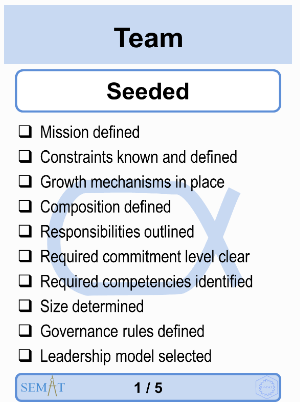 Team
Seeded
Mission defined
Constraints known and defined
Growth mechanisms in place
Composition defined
Responsibilities outlined
Required commitment level clear
Required competencies identified
Size determined
Governance rules defined
Leadership model selected
SEMAT 1 / 5